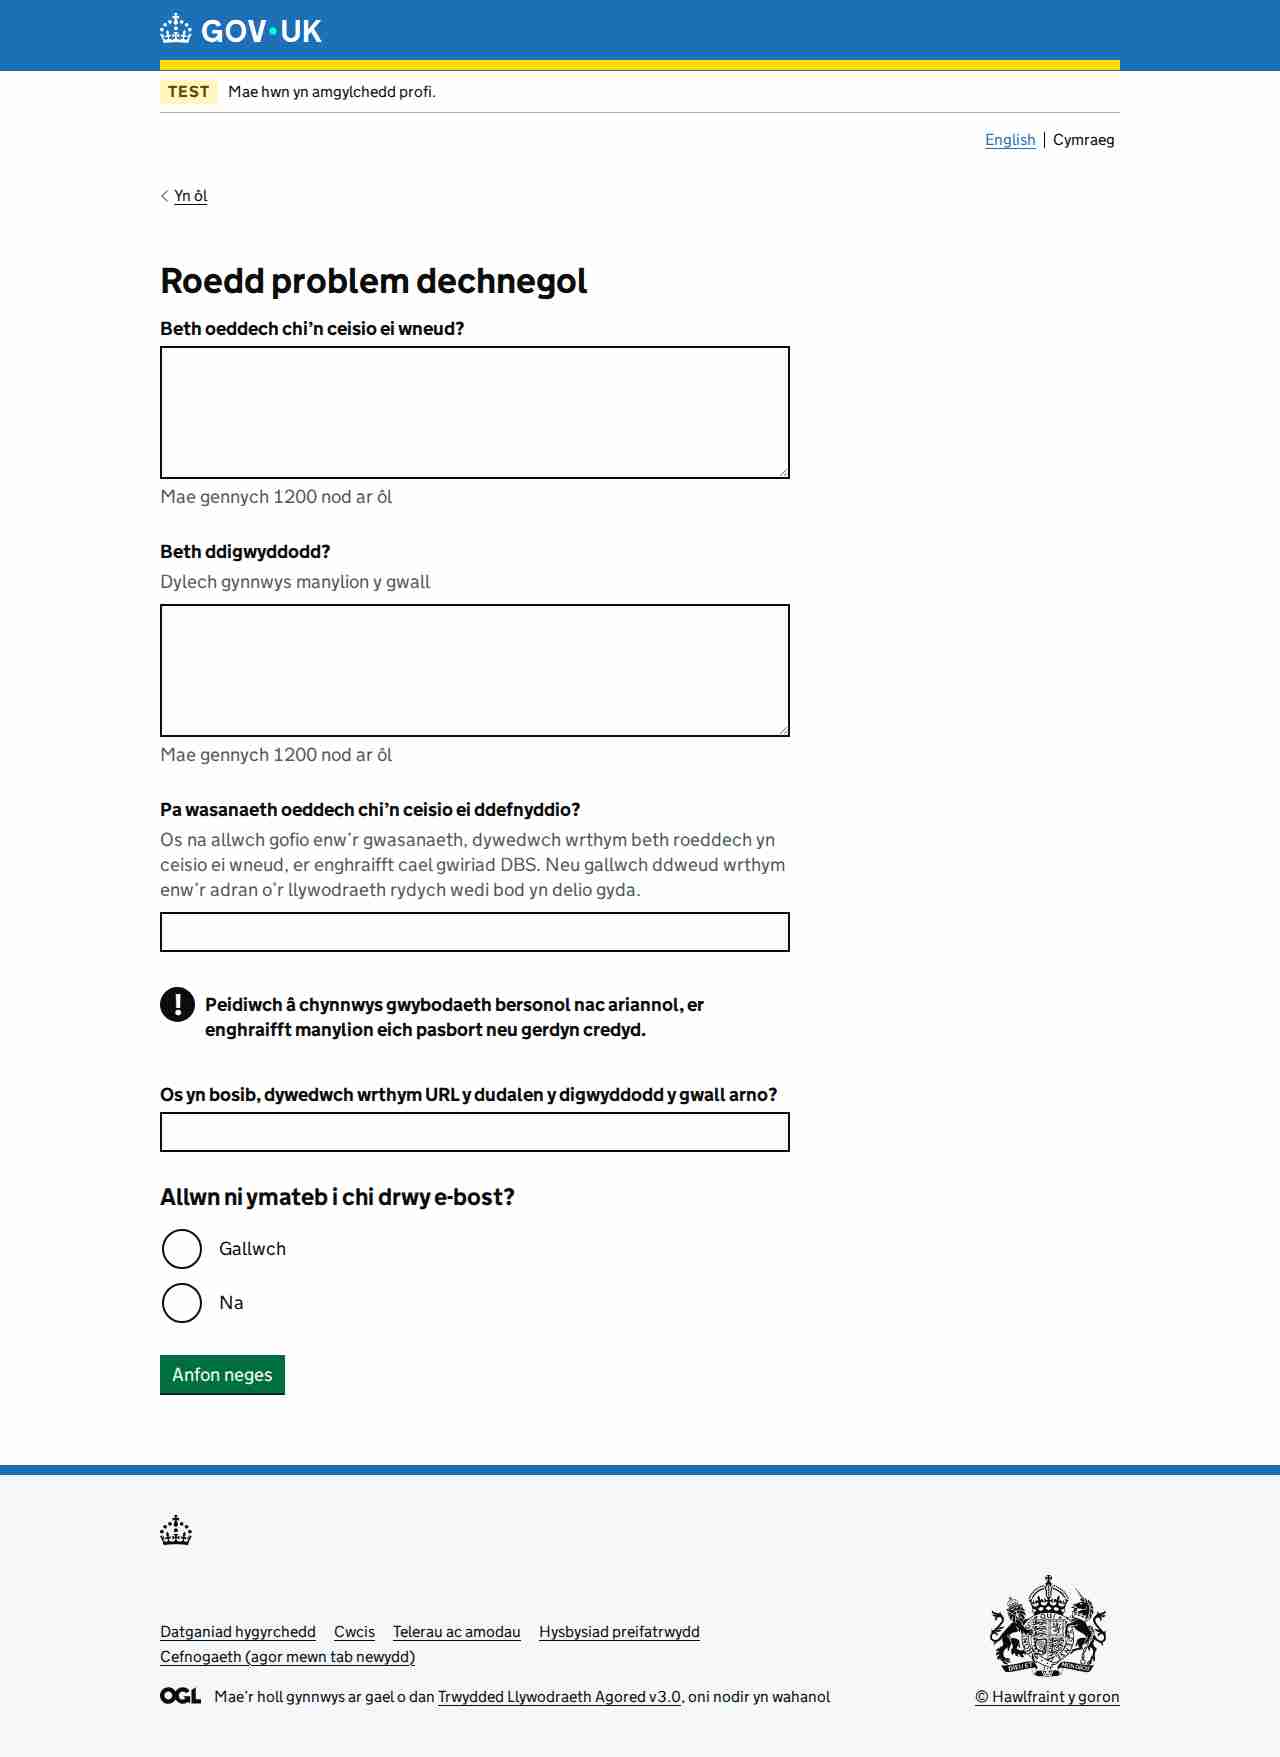 GOV·UK
TEST Mae hwn yn amgylchedd profi.
English | Cymraeg
Yn ôl
Roedd problem dechnegol
Beth oeddech chi’n ceisio ei wneud?
Mae gennych 1200 nod ar ôl
Beth ddigwyddodd?
Dylech gynnwys manylion y gwall
Mae gennych 1200 nod ar ôl
Pa wasanaeth oeddech chi’n ceisio ei ddefnyddio?
Os na allwch gofio enw’r gwasanaeth, dywedwch wrthym beth roeddech yn
ceisio ei wneud, er enghraifft cael gwiriad DBS. Neu gallwch ddweud wrthym
enw’r adran o’r llywodraeth rydych wedi bod yn delio gyda.
! Peidiwch â chynnwys gwybodaeth bersonol nac ariannol, er
enghraifft manylion eich pasbort neu gerdyn credyd.
Os yn bosib, dywedwch wrthym URL y dudalen y digwyddodd y gwall arno?
Allwn ni ymateb i chi drwy e-bost?
Gallwch
Na
Anfon neges
Datganiad hygyrchedd Cwcis Telerau ac amodau Hysbysiad preifatrwydd
Cefnogaeth (agor mewn tab newydd)
OGL Mae’r holl gynnwys ar gael o dan Trwydded Llywodraeth Agored v3.0, oni nodir yn wahanol
© Hawlfraint y goron